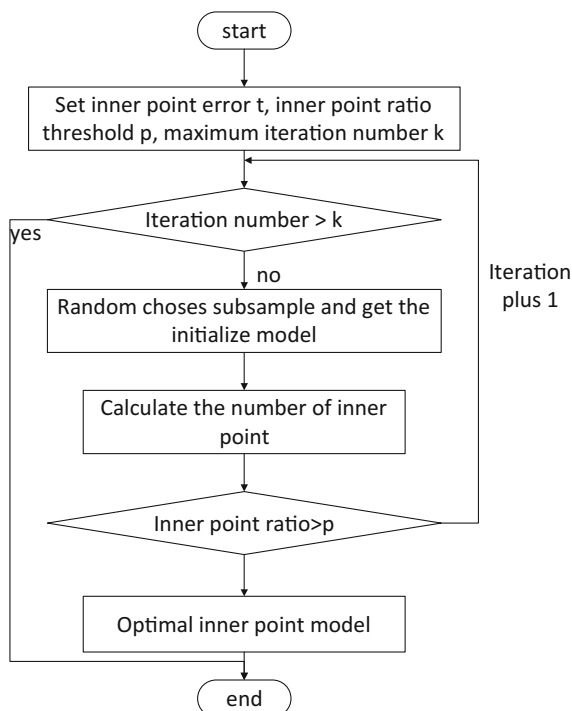 start
Set inner point error t, inner point ratio
threshold p, maximum iteration number k
Iteration number > k
yes
no
Iteration
plus 1
Random choses subsample and get the
initialize model
Calculate the number of inner
point
Inner point ratio>p
Optimal inner point model
end